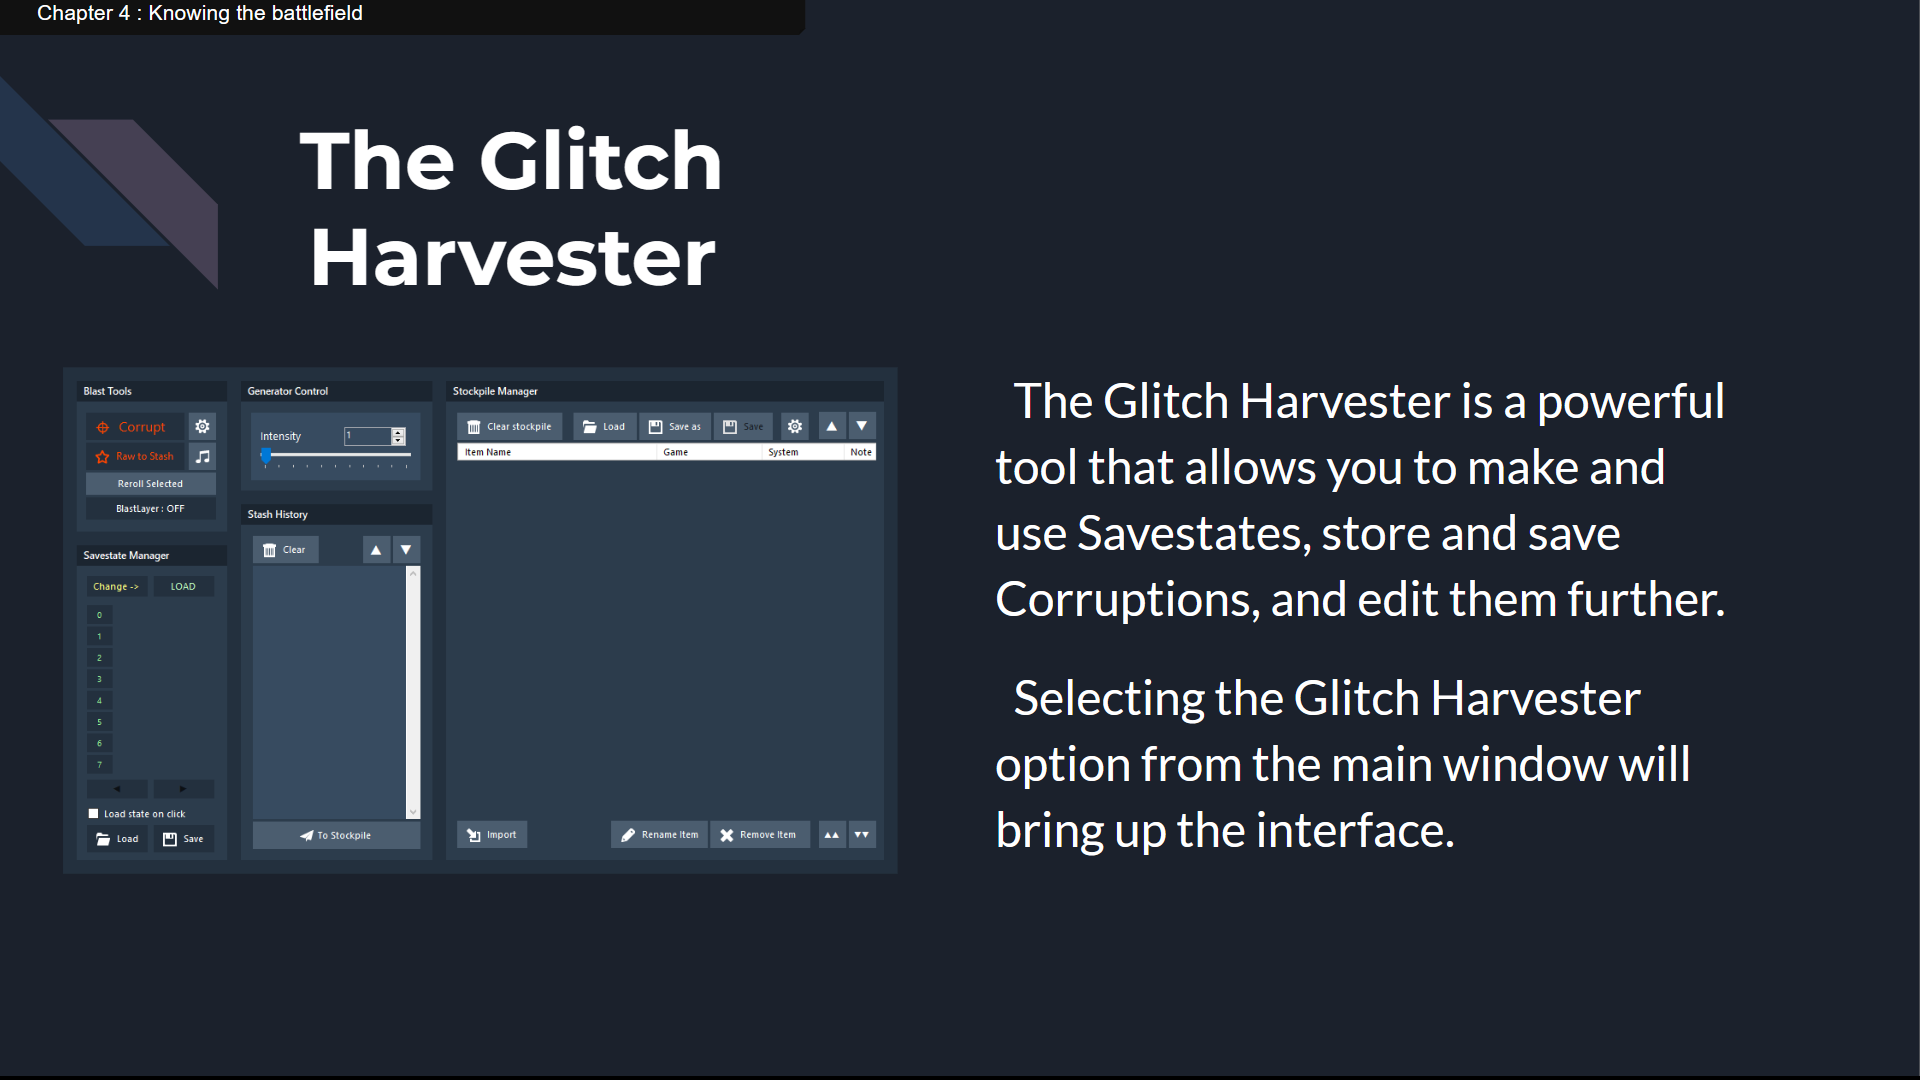 Chapter 4 : Knowing the battlefield
The Glitch
Harvester
Blast Tools
Corrupt
Raw to Stash
Reroll Selected
BlastLayer : OFF
Savestate Manager
Change -> LOAD
0
1
2
3
4
5
6
7
Load state on click
Load Save
Generator Control
Intensity 1
Stash History
Clear
To Stockpile
Stockpile Manager
Clear stockpile Load Save as Save
Item Name Game System Note
Import Rename Item Remove Item
The Glitch Harvester is a powerful
tool that allows you to make and
use Savestates, store and save
Corruptions, and edit them further.
Selecting the Glitch Harvester
option from the main window will
bring up the interface.